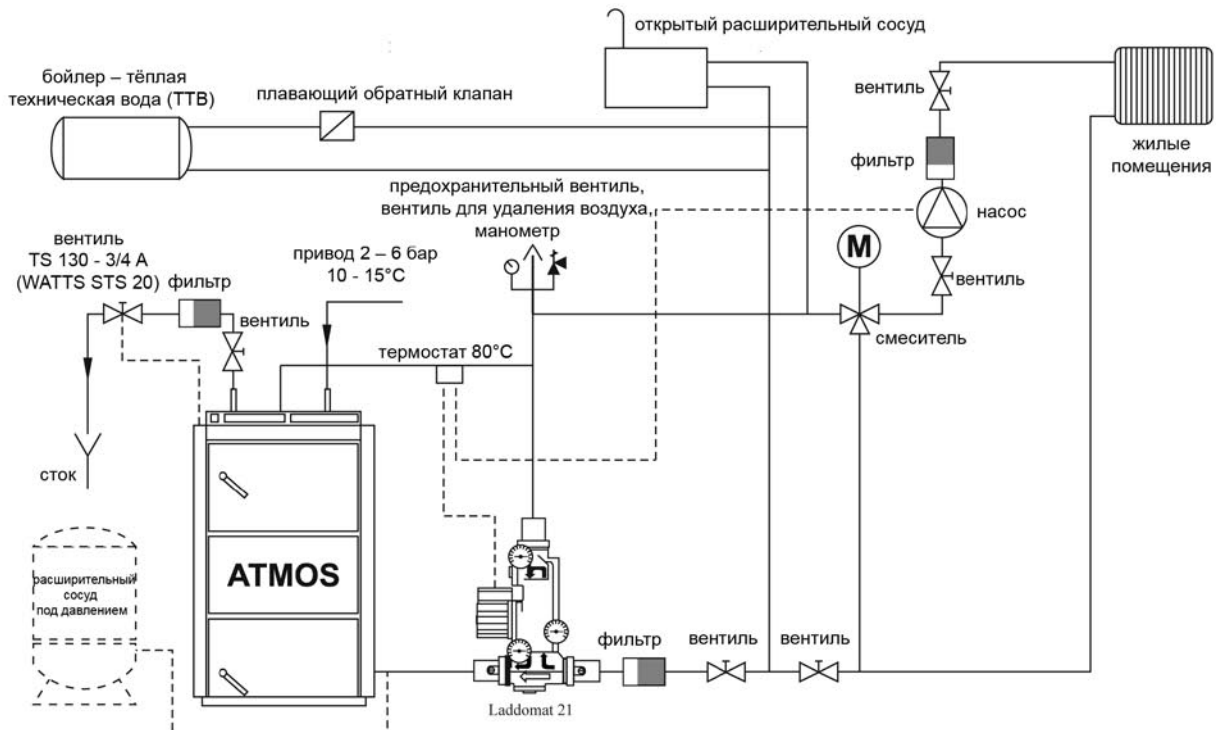 открытый расширительный сосуд
бойлер – тёплая
техническая вода (ТТВ)
плавающий обратный клапан
вентиль
фильтр
жилые
помещения
предохранительный вентиль,
вентиль для удаления воздуха,
манометр
насос
вентиль
TS 130 - 3/4 A
(WATTS STS 20)
фильтр
привод 2 – 6 бар
10 - 15°C
M
вентиль
вентиль
смеситель
термостат 80°C
сток
ATMOS
расширительный
сосуд
под давлением
фильтр
вентиль
вентиль
Laddomat 21